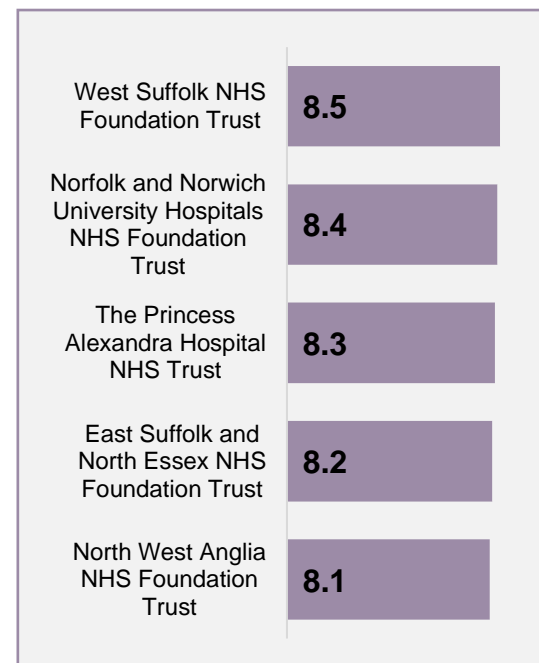 West Suffolk NHS
Foundation Trust
8.5
Norfolk and Norwich
University Hospitals
NHS Foundation
Trust
8.4
The Princess
Alexandra Hospital
NHS Trust
8.3
East Suffolk and
North Essex NHS
Foundation Trust
8.2
North West Anglia
NHS Foundation
Trust
8.1